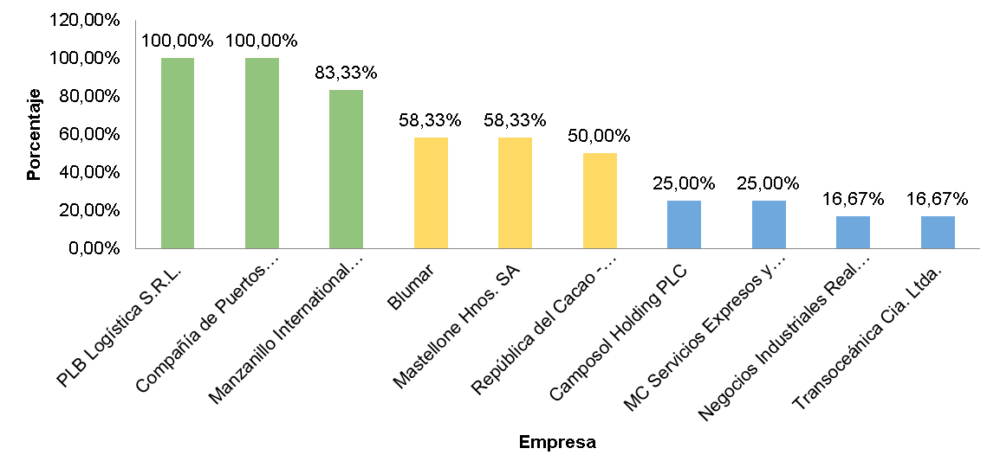 120,00%
100,00%
80,00%
60,00%
40,00%
20,00%
0,00%
Porcentaje
100,00%
100,00%
83,33%
58,33%
58,33%
50,00%
25,00%
25,00%
16,67%
16,67%
PLB Logística S.R.L.
Compañía de Puertos…
Manzanillo International…
Blumar
Mastellone Hnos. SA
República del Cacao -…
Camposol Holding PLC
MC Servicios Expresos y…
Negocios Industriales Real…
Transoceánica Cia. Ltda.
Empresa